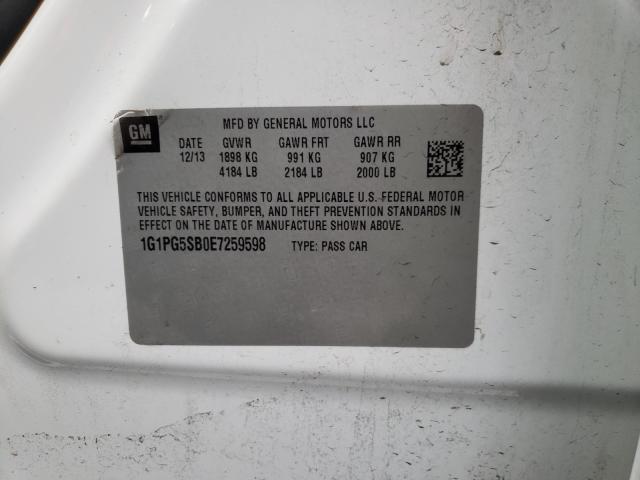 GM
MFD BY GENERAL MOTORS LLC
DATE GVWR GAWR FRT GAWR RR
12/13 1898 KG 991 KG 907 KG
4184 LB 2184 LB 2000 LB
THIS VEHICLE CONFORMS TO ALL APPLICABLE U.S. FEDERAL MOTOR
VEHICLE SAFETY, BUMPER, AND THEFT PREVENTION STANDARDS IN
EFFECT ON THE DATE OF MANUFACTURE SHOWN ABOVE.
1G1PG5SB0E7259598 TYPE: PASS CAR